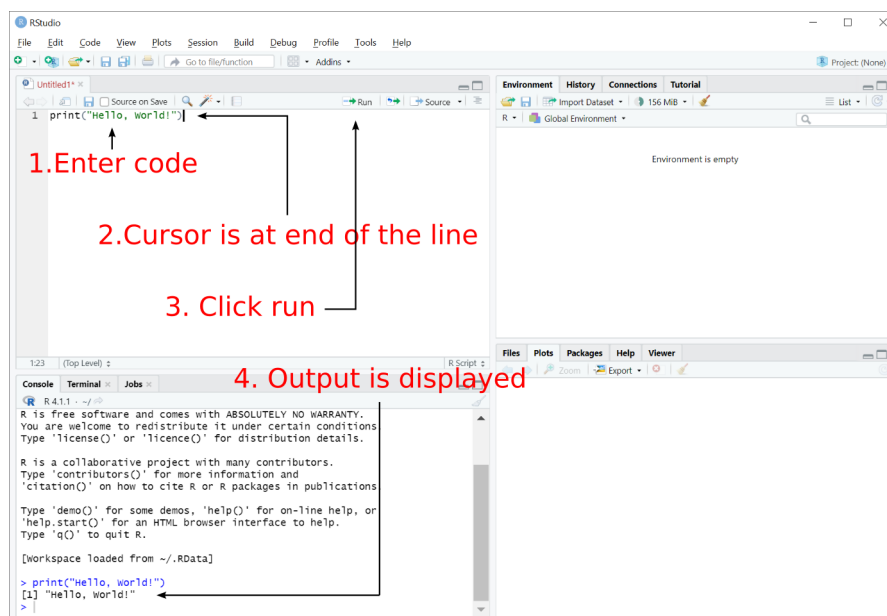 RStudio
File Edit Code View Plots Session Build Debug Profile Tools Help
Go to file/function Addins Project: (None)
Untitled1*
Source on Save Run Source
1 print("Hello, World!")
1.Enter code
2.Cursor is at end of the line
3. Click run
1:23 (Top Level) R Script
4. Output is displayed
Console Terminal Jobs
R 4.1.1 · ~/
R is free software and comes with ABSOLUTELY NO WARRANTY.
You are welcome to redistribute it under certain conditions
Type 'license()' or 'licence()' for distribution details.
R is a collaborative project with many contributors.
Type 'contributors()' for more information and
'citation()' on how to cite R or R packages in publications
Type 'demo()' for some demos, 'help()' for on-line help, or
'help.start()' for an HTML browser interface to help.
Type 'q()' to quit R.
[Workspace loaded from ~/.RData]
> print("Hello, World!")
[1] "Hello, World!"
>
Environment History Connections Tutorial
Import Dataset 156 MiB List
R Global Environment
Environment is empty
Files Plots Packages Help Viewer
Zoom Export